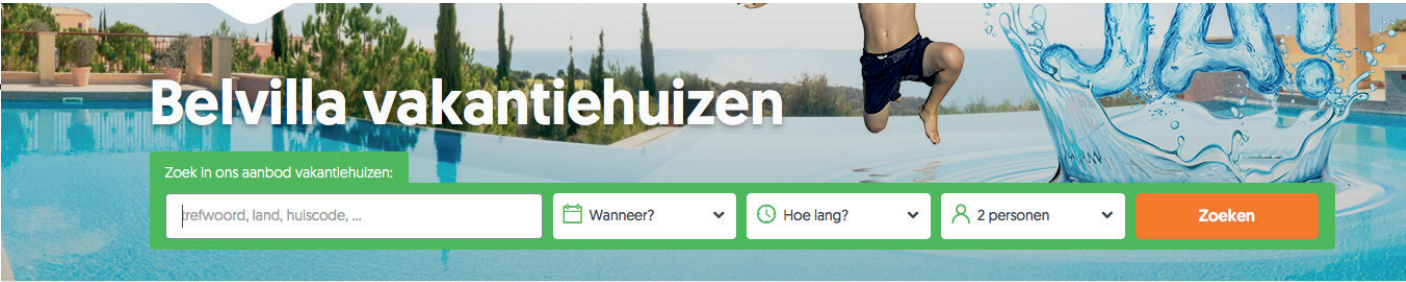 JA!
Belvilla vakantiehuizen
Zoek in ons aanbod vakantiehuizen:
trefwoord, land, huiscode, ...
Wanneer?
Hoe lang?
2 personen
Zoeken